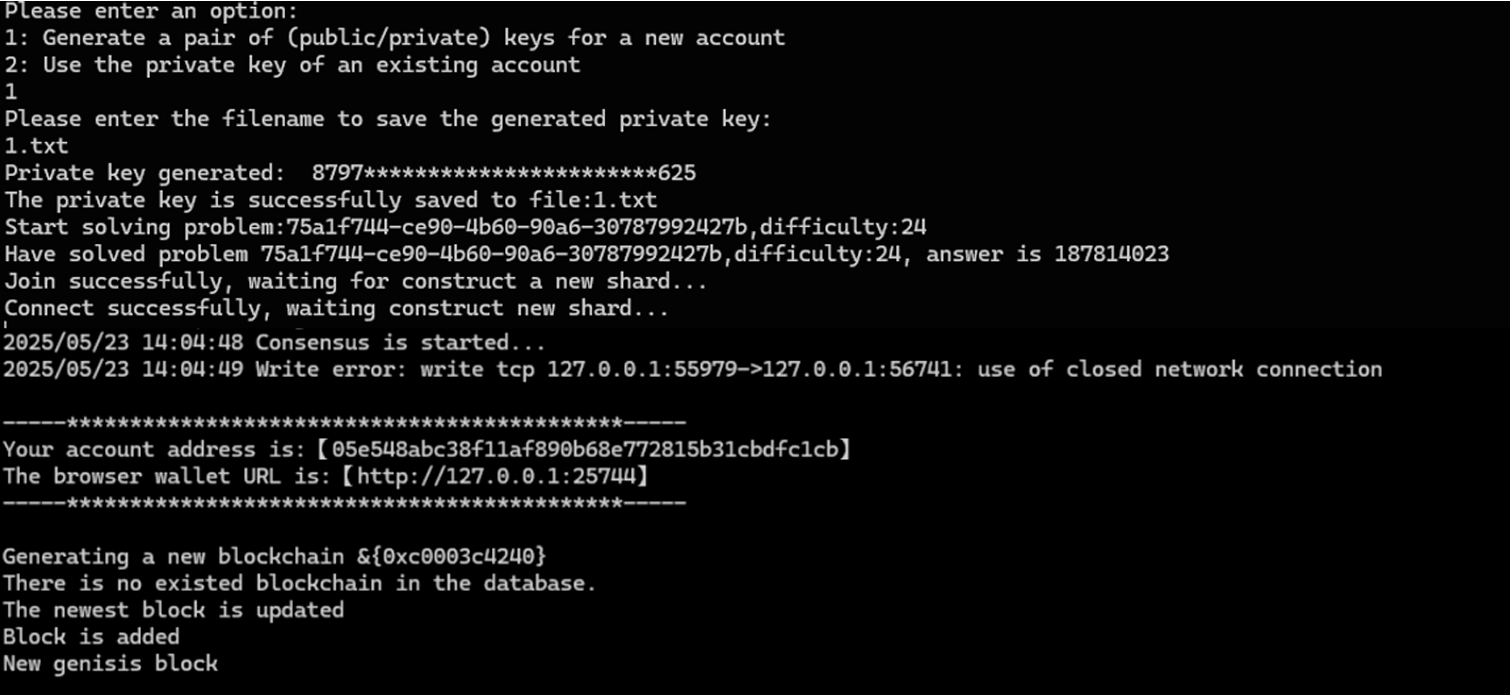 Please enter an option:
1: Generate a pair of (public/private) keys for a new account
2: Use the private key of an existing account
1
Please enter the filename to save the generated private key:
1.txt
Private key generated:  8797***********************625
The private key is successfully saved to file:1.txt
Start solving problem:75a1f744-ce90-4b60-90a6-30787992427b,difficulty:24
Have solved problem 75a1f744-ce90-4b60-90a6-30787992427b,difficulty:24, answer is 187814023
Join successfully, waiting for construct a new shard...
Connect successfully, waiting construct new shard...
2025/05/23 14:04:48 Consensus is started...
2025/05/23 14:04:49 Write error: write tcp 127.0.0.1:55979->127.0.0.1:56741: use of closed network connection
-----********************************************-----
Your account address is:【05e548abc38f11af890b68e772815b31cbdfc1cb】
The browser wallet URL is:【http://127.0.0.1:25744】
-----********************************************-----
Generating a new blockchain &{0xc0003c4240}
There is no existed blockchain in the database.
The newest block is updated
Block is added
New genisis block